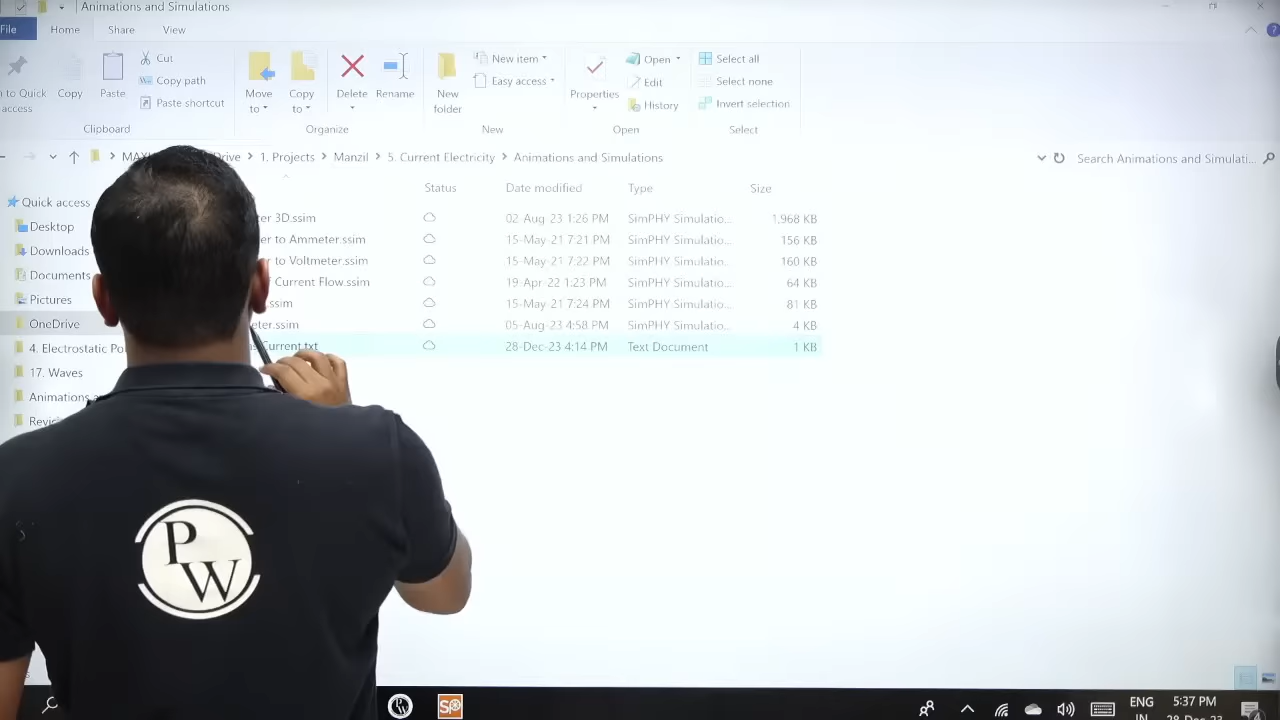 Animations and Simulations
File Home Share View
to Quick access
Copy
Paste
Cut
Copy path
Paste shortcut
Clipboard
Move to
Copy to
Delete
Rename
Organize
New folder
New item
Easy access
New
Properties
Open
Edit
History
Open
Select all
Select none
Invert selection
Select
Drive > 1. Projects > Manzil > 5. Current Electricity > Animations and Simulations
Search Animations and Simulati...
Status Date modified Type Size
er 3D.ssim 02-Aug-23 1:26 PM SimPHY Simulatio... 1,968 KB
er to Ammeter.ssim 15-May-21 7:21 PM SimPHY Simulatio... 156 KB
er to Voltmeter.ssim 15-May-21 7:22 PM SimPHY Simulatio... 160 KB
f Current Flow.ssim 19-Apr-22 1:23 PM SimPHY Simulatio... 64 KB
.ssim 15-May-21 7:24 PM SimPHY Simulatio... 81 KB
eter.ssim 05-Aug-23 4:58 PM SimPHY Simulatio... 4 KB
Current.txt 28-Dec-23 4:14 PM Text Document 1 KB
Quick access
Desktop
Downloads
Documents
Pictures
OneDrive
4. Electrostatic Po
17. Waves
Animations
PW
PW
SP
ENG
IN
5:37 PM
28-Dec-23